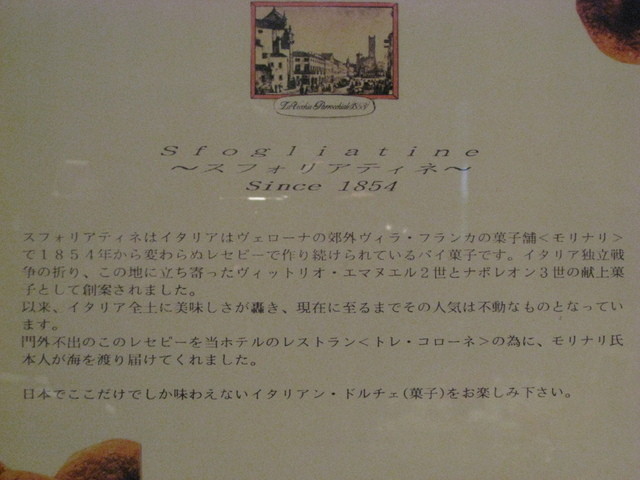 Sfogliatine
～スフォリアティネ～
Since 1854
スフォリアティネはイタリアはヴェローナの郊外ヴィラ・フランカの菓子舗<モリナリ>
で１８５４年から変わらぬレセピーで作り続けられているパイ菓子です。イタリア独立戦
争の折り、この地に立ち寄ったヴィットリオ・エマヌエル２世とナポレオン３世の献上菓
子として創案されました。
以来、イタリア全土に美味しさが轟き、現在に至るまでその人気は不動なものとなってい
ます。
門外不出のこのレセピーを当ホテルのレストラン<トレ・コローネ>の為に、モリナリ氏
本人が海を渡り届けてくれました。
日本でここだけでしか味わえないイタリアン・ドルチェ(菓子)をお楽しみ下さい。